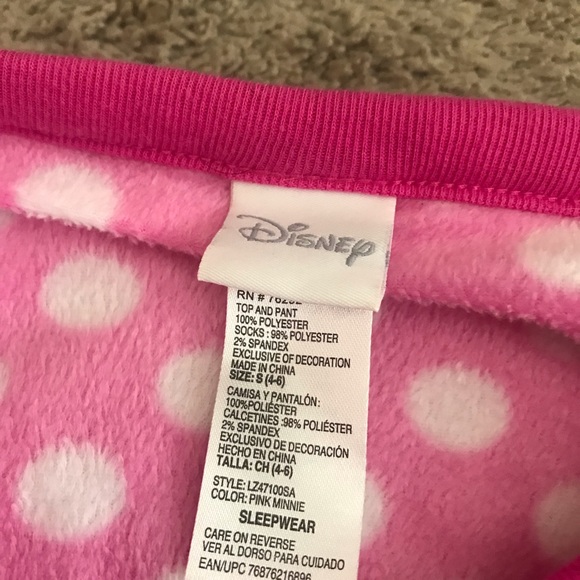 Disney
RN #
TOP AND PANT
100% POLYESTER
SOCKS : 98% POLYESTER
2% SPANDEX
EXCLUSIVE OF DECORATION
MADE IN CHINA
SIZE: S (4-6)
CAMISA Y PANTALÓN:
100%POLIÉSTER
CALCETINES :98% POLIÉSTER
2% SPANDEX
EXCLUSIVO DE DECORACIÓN
HECHO EN CHINA
TALLA: CH (4-6)
STYLE: LZ47100SA
COLOR: PINK MINNIE
SLEEPWEAR
CARE ON REVERSE
VER AL DORSO PARA CUIDADO
EAN/UPC 76876216896